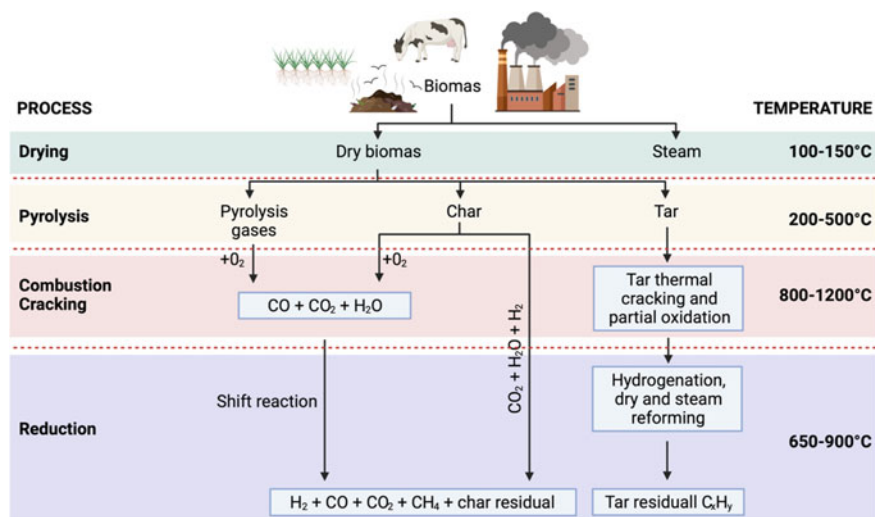 Biomas
PROCESS
TEMPERATURE
Drying
Dry biomas
Steam
100-150°C
Pyrolysis
Pyrolysis
gases
Char
Tar
200-500°C
+0₂
+0₂
Combustion
Cracking
CO + CO₂ + H₂O
Tar thermal
cracking and
partial oxidation
800-1200°C
CO₂ + H₂O + H₂
Reduction
Shift reaction
Hydrogenation,
dry and steam
reforming
650-900°C
H₂ + CO + CO₂ + CH₄ + char residual
Tar residuall CₓHᵧ